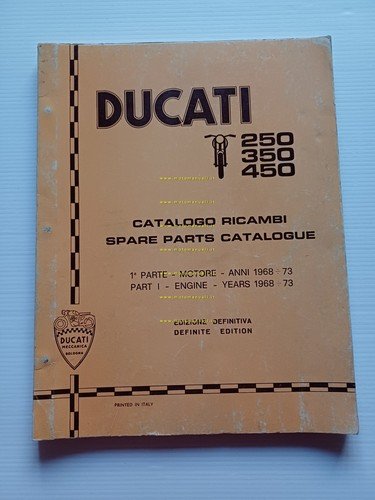 DUCATI
250
350
450
CATALOGO RICAMBI
SPARE PARTS CATALOGUE
1ª PARTE - MOTORE - ANNI 1968 ÷ 73
PART I - ENGINE - YEARS 1968 ÷ 73
EDIZIONE DEFINITIVA
DEFINITE EDITION
DUCATI
MECCANICA
BOLOGNA
PRINTED IN ITALY